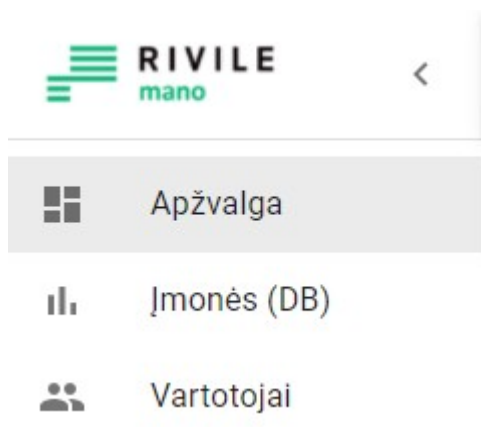 RIVILE
mano
Apžvalga
Įmonės (DB)
Vartotojai